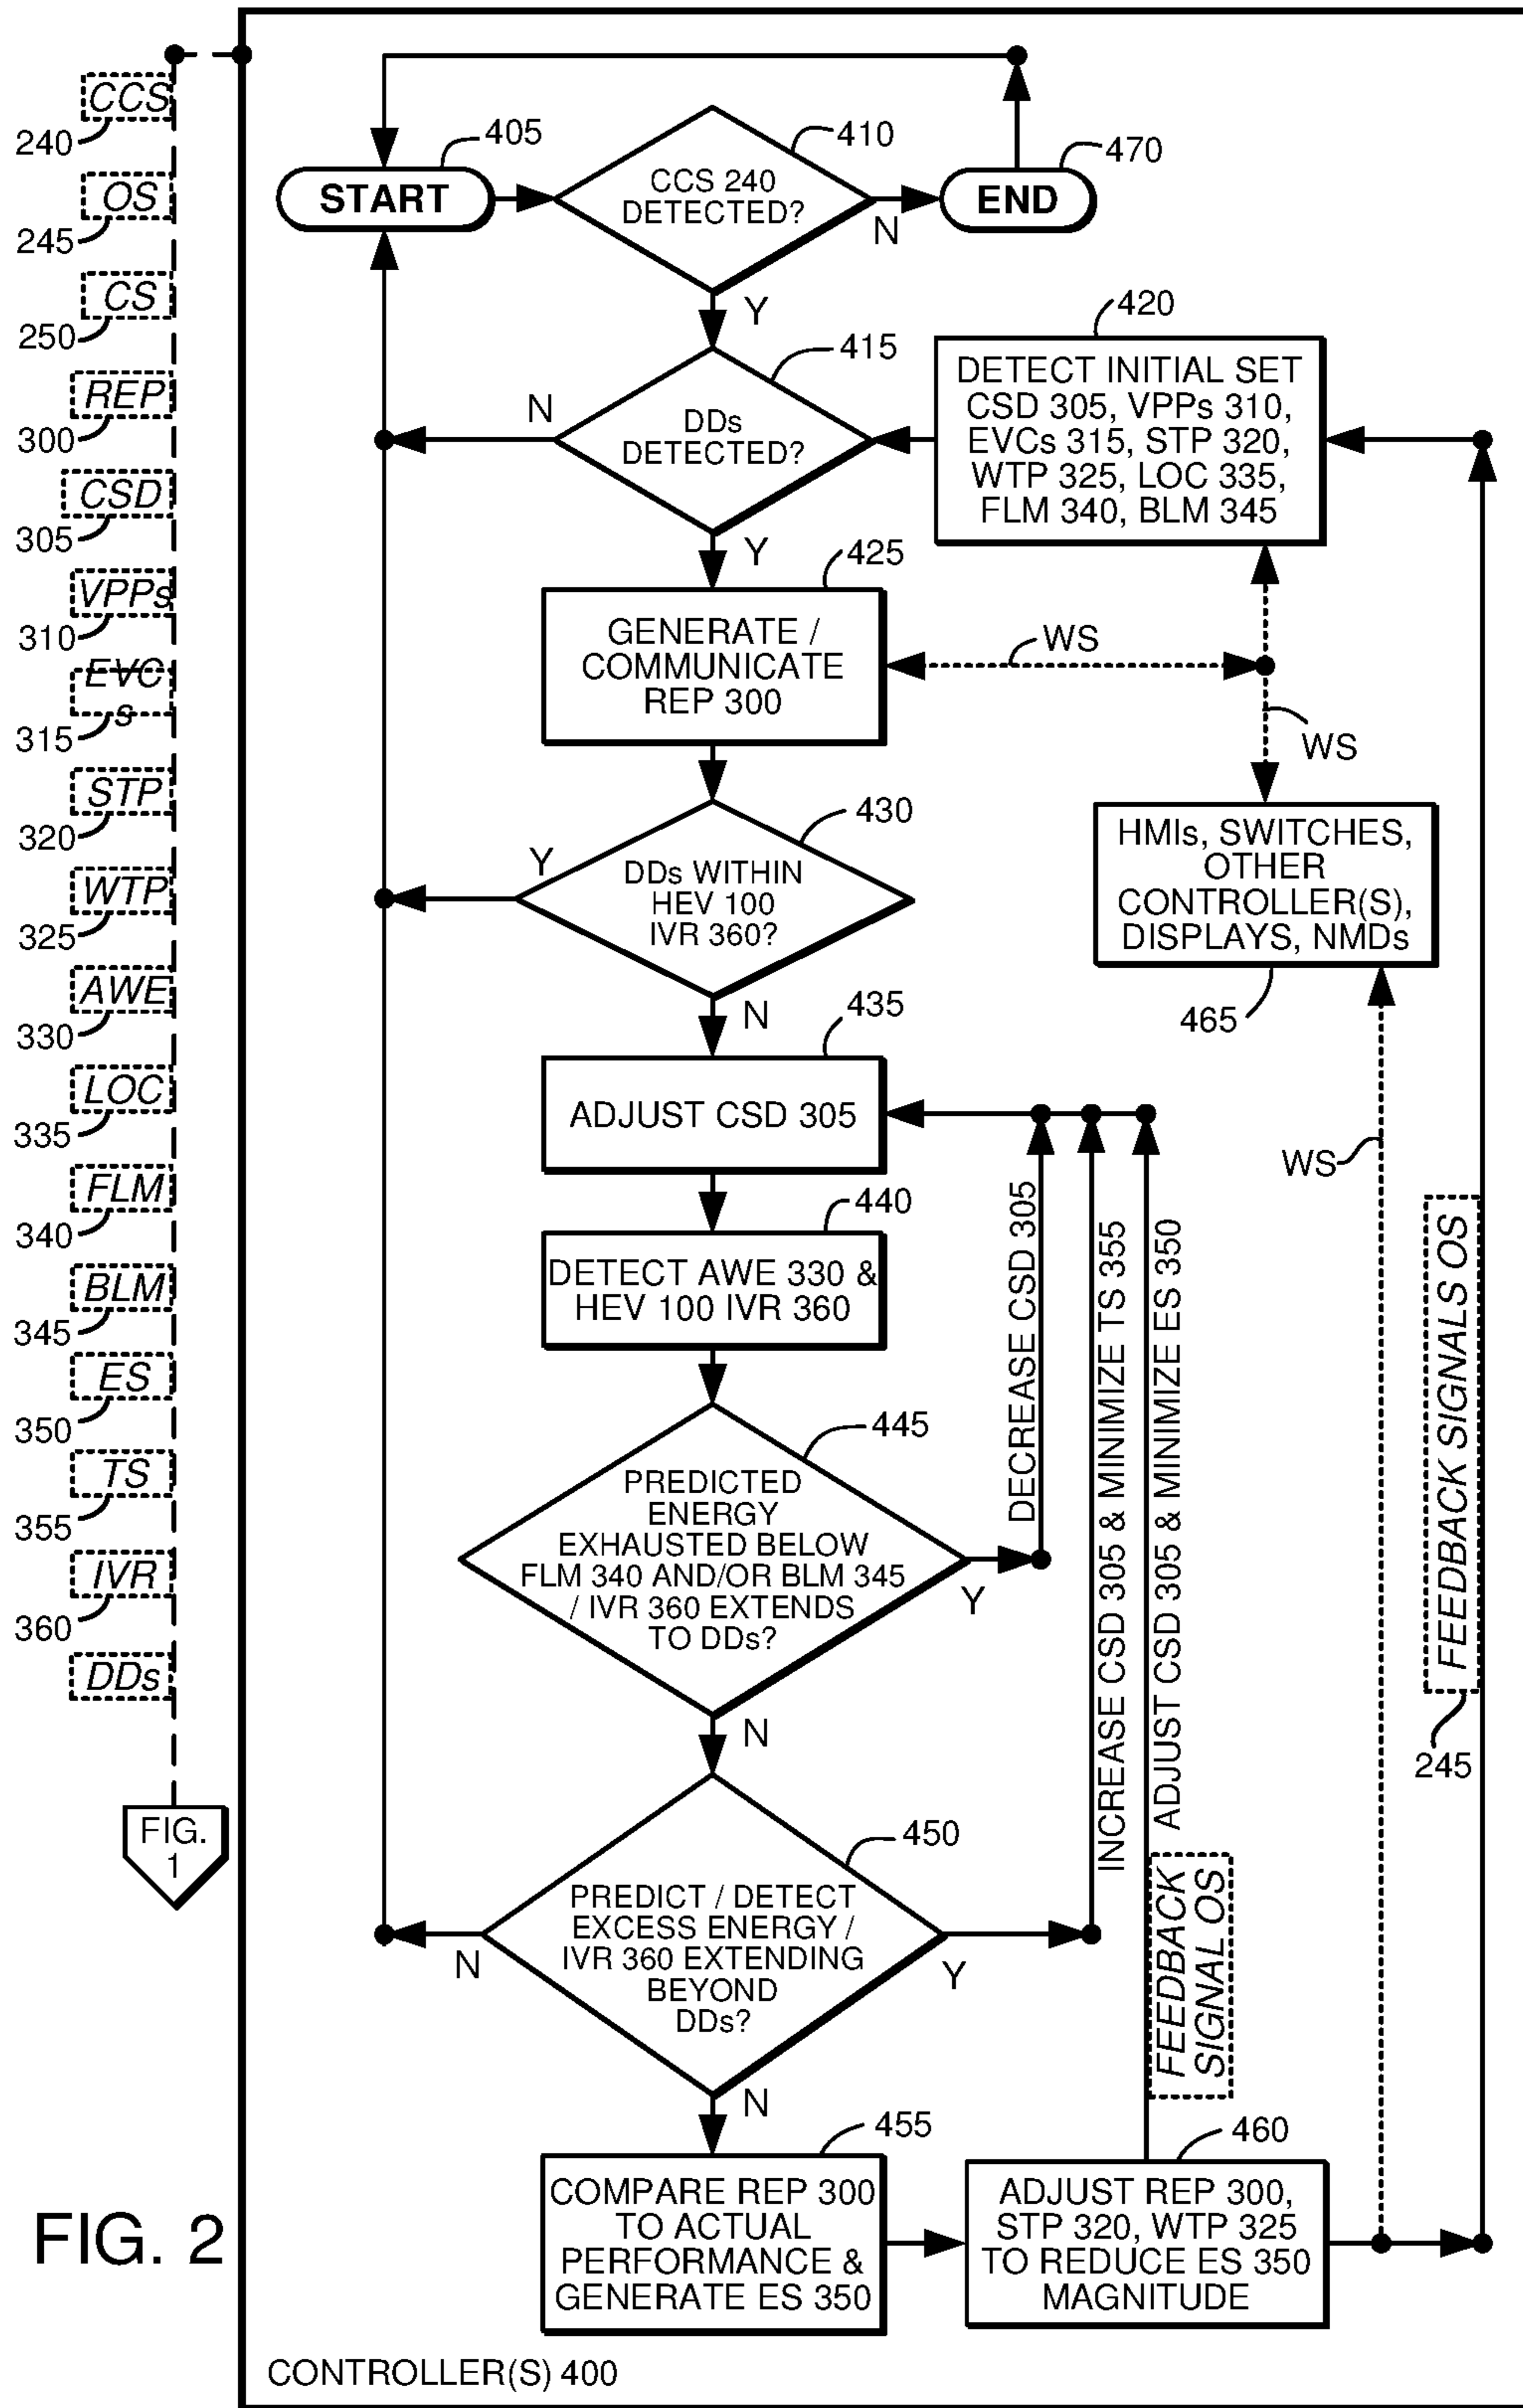 CCS
240
OS
245
CS
250
REP
300
CSD
305
VPPs
310
EVC
s
315
STP
320
WTP
325
AWE
330
LOC
335
FLM
340
BLM
345
ES
350
TS
355
IVR
360
DDs
FIG.
1
FIG. 2
START
405
CCS 240
DETECTED?
410
N
END
470
Y
DDs
DETECTED?
415
N
Y
420
DETECT INITIAL SET
CSD 305, VPPs 310,
EVCs 315, STP 320,
WTP 325, LOC 335,
FLM 340, BLM 345
425
GENERATE /
COMMUNICATE
REP 300
WS
WS
430
Y
DDs WITHIN
HEV 100
IVR 360?
N
HMIs, SWITCHES,
OTHER
CONTROLLER(S),
DISPLAYS, NMDs
465
435
ADJUST CSD 305
440
DETECT AWE 330 &
HEV 100 IVR 360
WS
445
PREDICTED
ENERGY
EXHAUSTED BELOW
FLM 340 AND/OR BLM 345
/ IVR 360 EXTENDS
TO DDs?
Y
N
DECREASE CSD 305
INCREASE CSD 305 & MINIMIZE TS 355
ADJUST CSD 305 & MINIMIZE ES 350
FEEDBACK SIGNALS OS
245
450
PREDICT / DETECT
EXCESS ENERGY /
IVR 360 EXTENDING
BEYOND
DDs?
N
Y
N
FEEDBACK
SIGNAL OS
455
COMPARE REP 300
TO ACTUAL
PERFORMANCE &
GENERATE ES 350
460
ADJUST REP 300,
STP 320, WTP 325
TO REDUCE ES 350
MAGNITUDE
CONTROLLER(S) 400